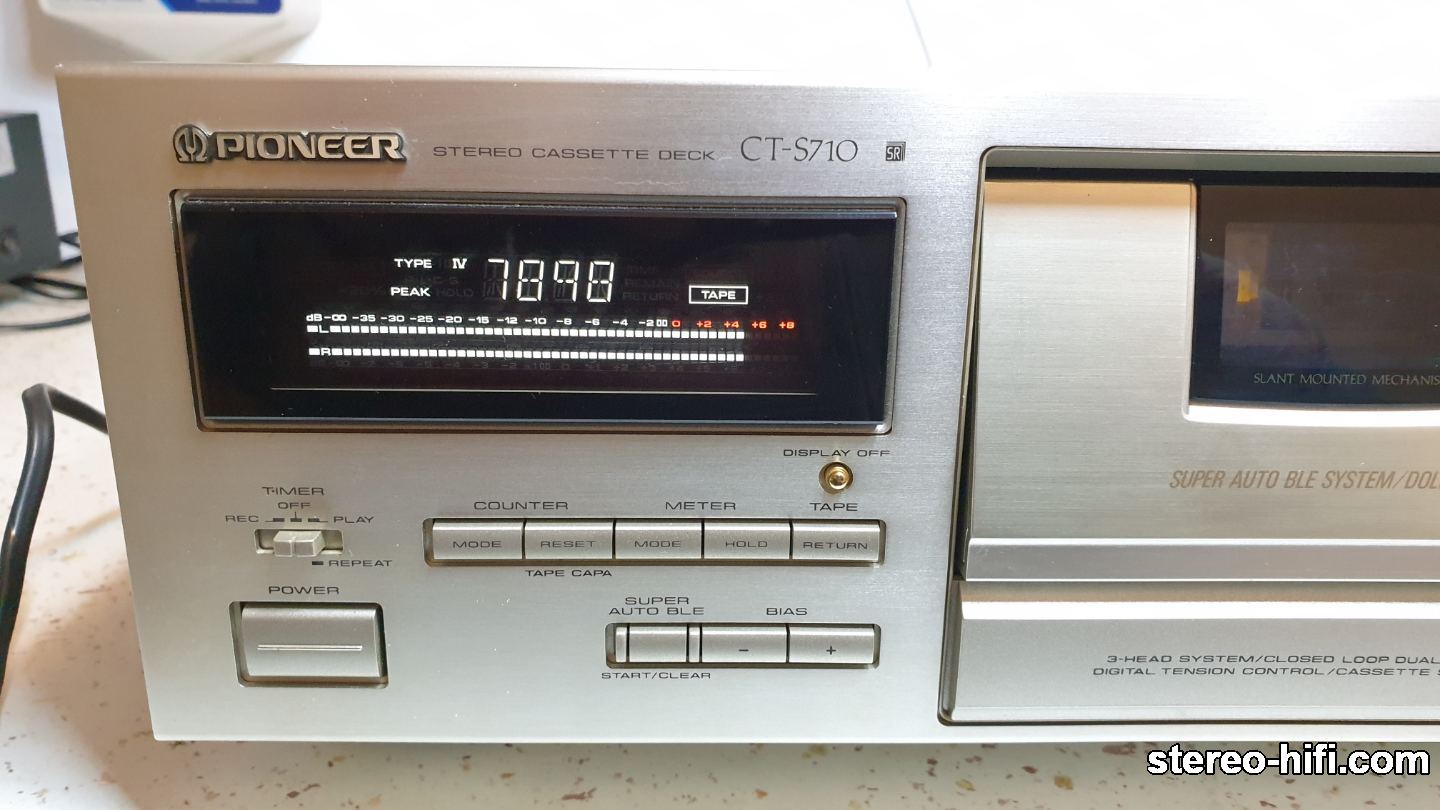 PIONEER STEREO CASSETTE DECK CT-S710 SR
TYPE IV 7898
PEAK HOLD RETURN TAPE
dB -∞ -35 -30 -25 -20 -15 -12 -10 -8 -6 -4 -2 0 +2 +4 +6 +8
L
R
SLANT MOUNTED
DISPLAY OFF
SUPER AUTO BLE SYSTEM/
TIMER
OFF
REC PLAY
REPEAT
COUNTER METER TAPE
MODE RESET MODE HOLD RETURN
TAPE CAPA
POWER
SUPER
AUTO BLE BIAS
- +
START/CLEAR
3-HEAD SYSTEM/CLOSED LOOP DUAL
DIGITAL TENSION CONTROL/CASSETTE
stereo-hifi.com